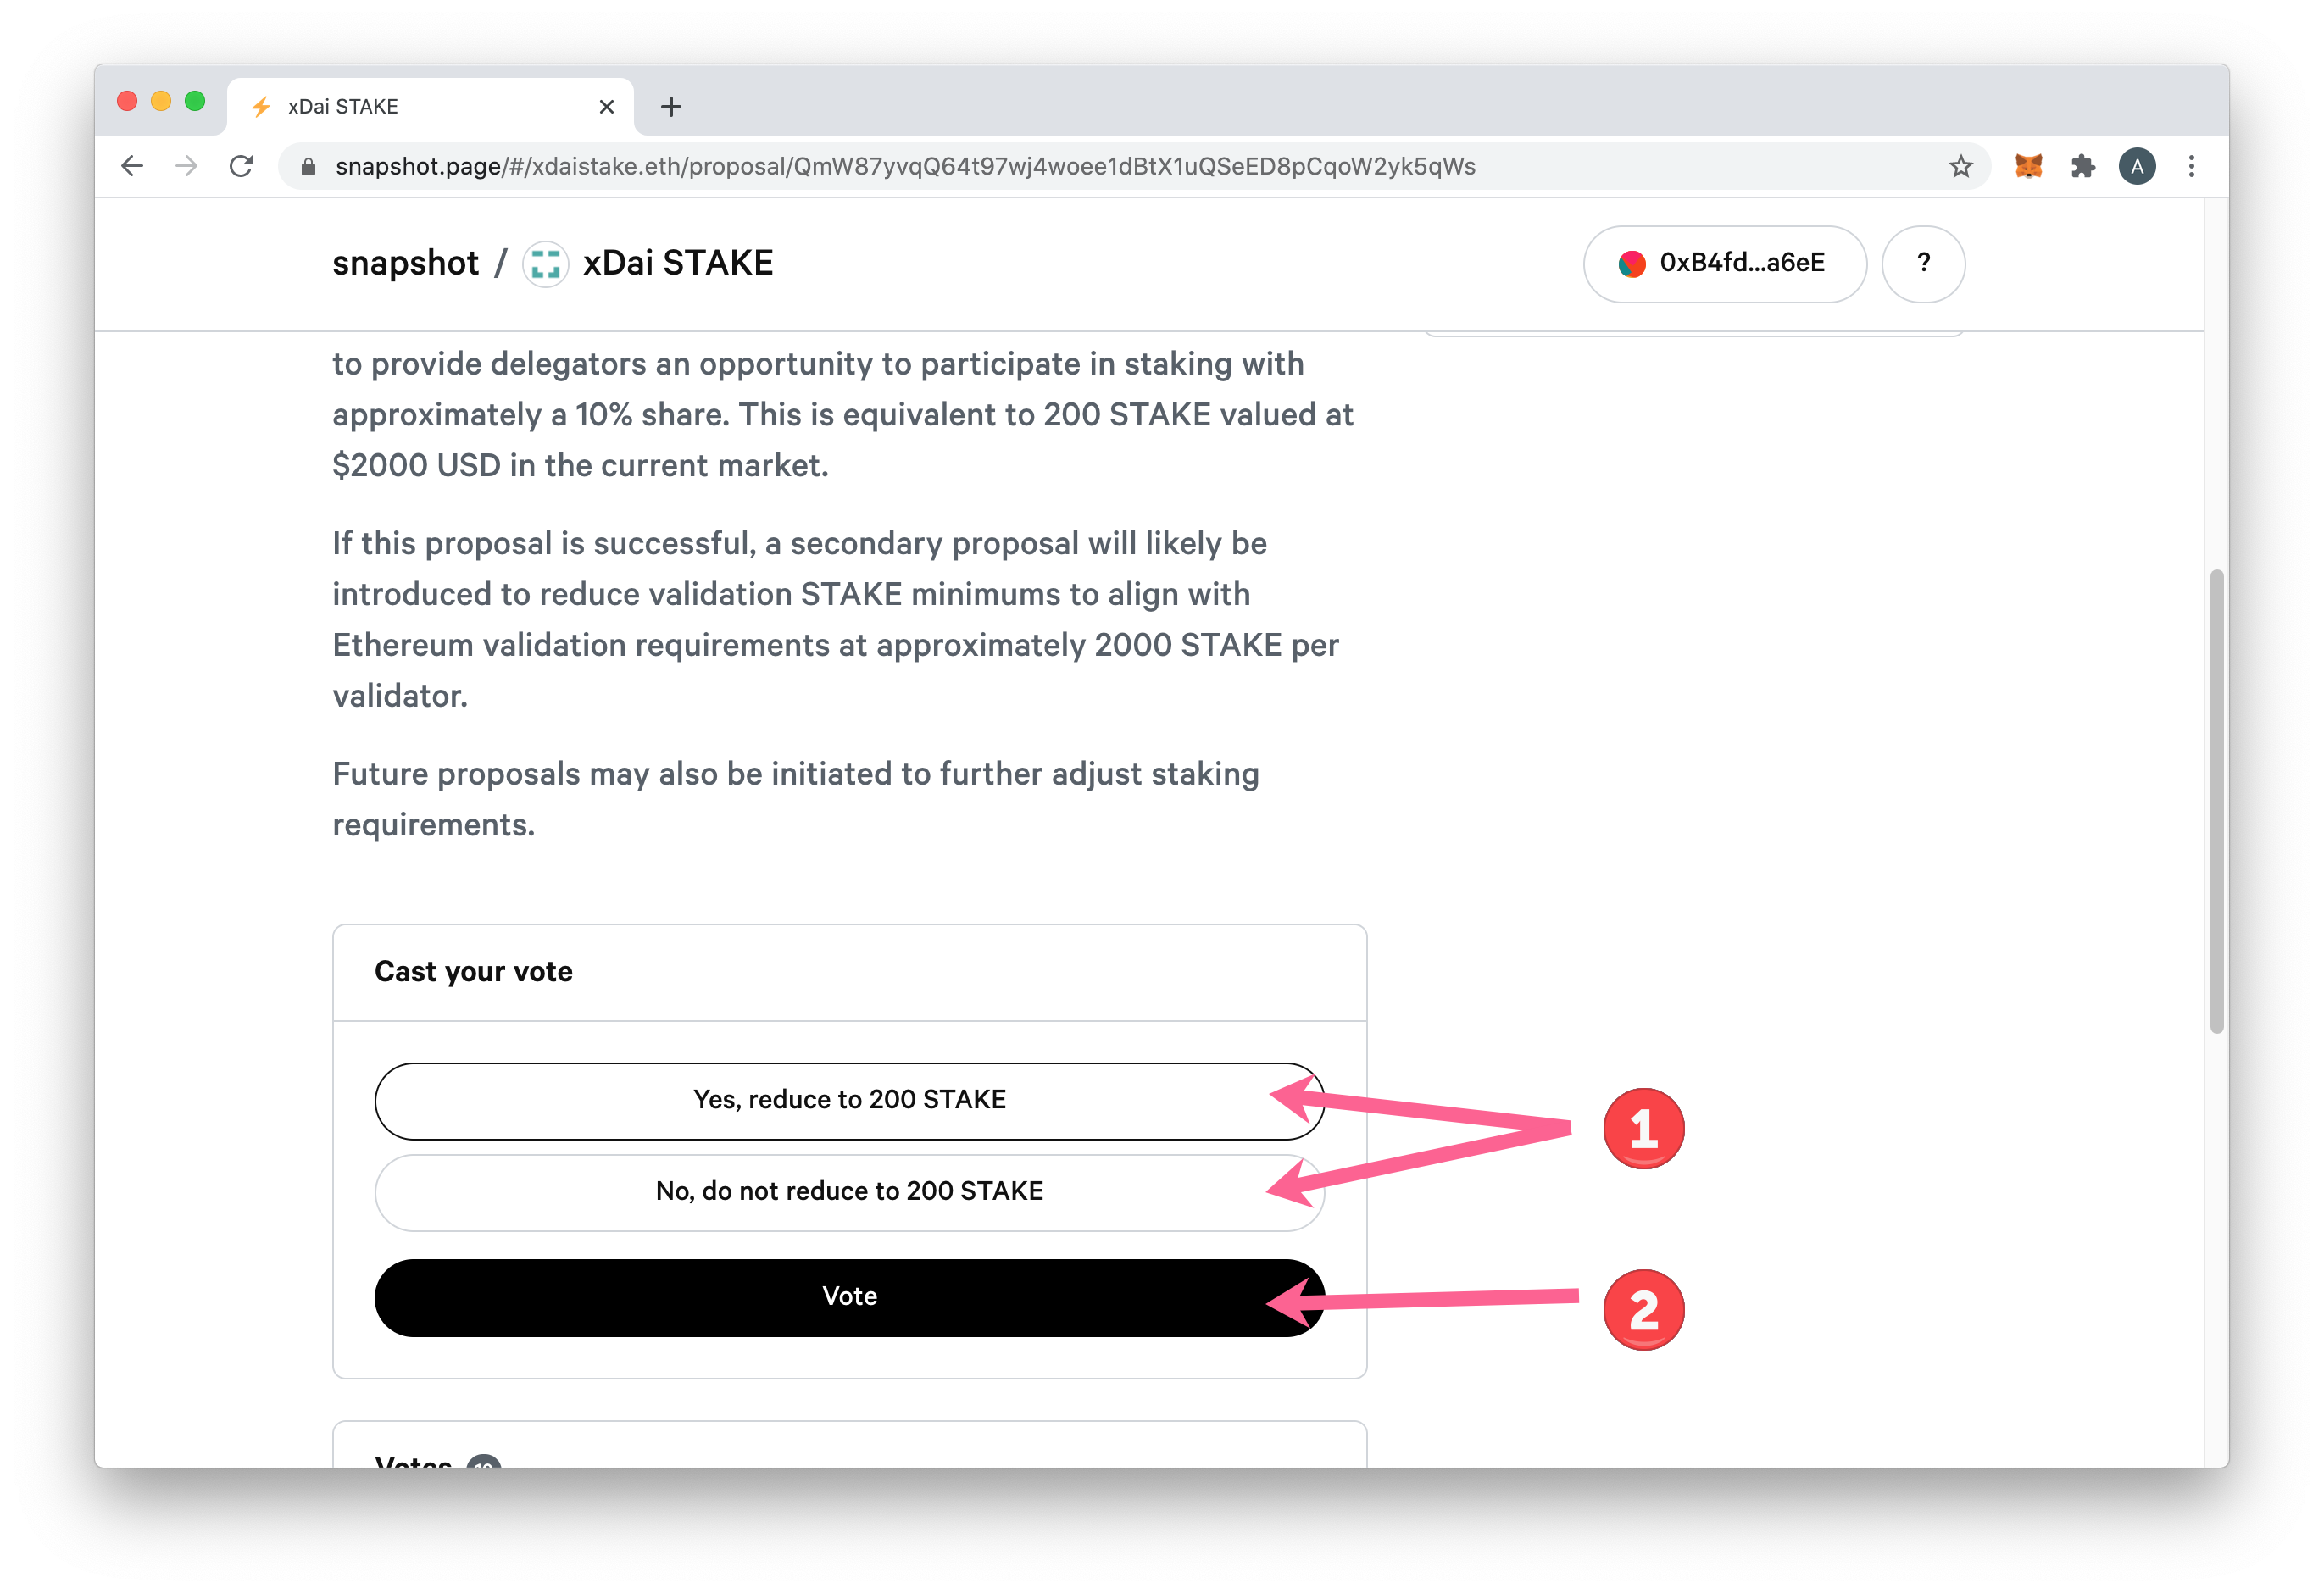 xDai STAKE
snapshot.page/#/xdaistake.eth/proposal/QmW87yvqQ64t97wj4woee1dBtX1uQSeED8pCqoW2yk5qWs
A
snapshot / xDai STAKE
0xB4fd...a6eE
?
to provide delegators an opportunity to participate in staking with
approximately a 10% share. This is equivalent to 200 STAKE valued at
$2000 USD in the current market.
If this proposal is successful, a secondary proposal will likely be
introduced to reduce validation STAKE minimums to align with
Ethereum validation requirements at approximately 2000 STAKE per
validator.
Future proposals may also be initiated to further adjust staking
requirements.
Cast your vote
Yes, reduce to 200 STAKE
1
No, do not reduce to 200 STAKE
Vote
2
Votes